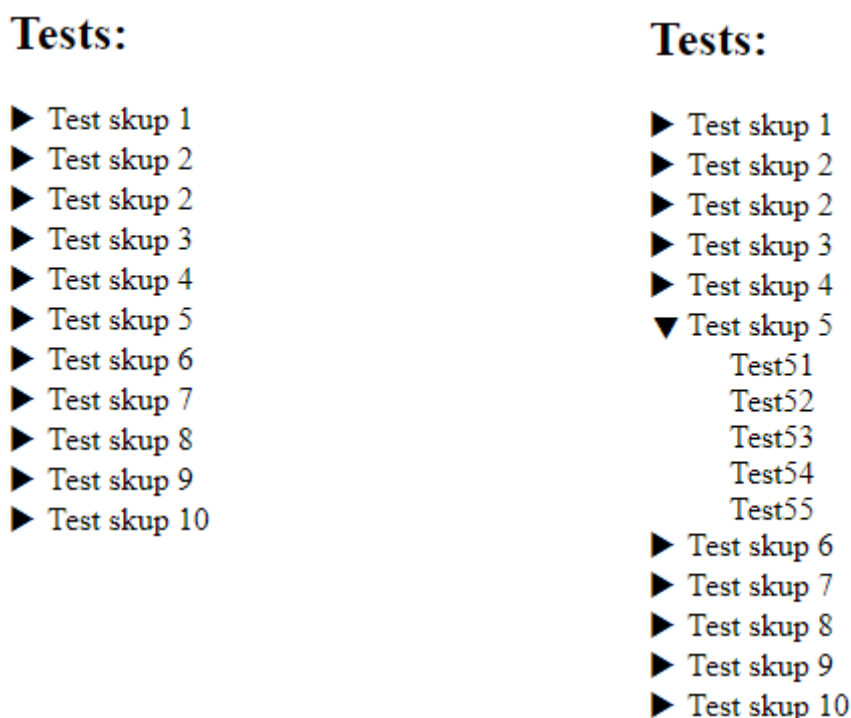 Tests:
▶ Test skup 1
▶ Test skup 2
▶ Test skup 2
▶ Test skup 3
▶ Test skup 4
▶ Test skup 5
▶ Test skup 6
▶ Test skup 7
▶ Test skup 8
▶ Test skup 9
▶ Test skup 10
Tests:
▶ Test skup 1
▶ Test skup 2
▶ Test skup 2
▶ Test skup 3
▶ Test skup 4
▼ Test skup 5
Test51
Test52
Test53
Test54
Test55
▶ Test skup 6
▶ Test skup 7
▶ Test skup 8
▶ Test skup 9
▶ Test skup 10